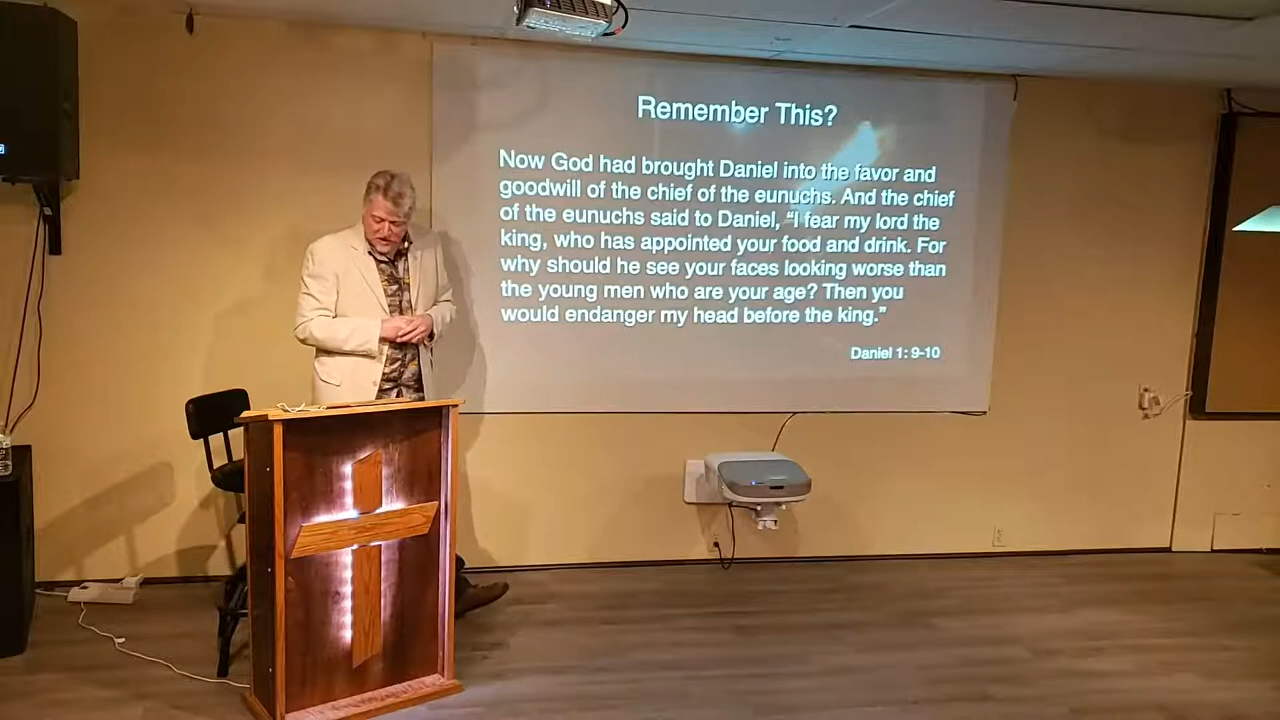 Remember This?
Now God had brought Daniel into the favor and
goodwill of the chief of the eunuchs. And the chief
of the eunuchs said to Daniel, “I fear my lord the
king, who has appointed your food and drink. For
why should he see your faces looking worse than
the young men who are your age? Then you
would endanger my head before the king.”
Daniel 1: 9-10